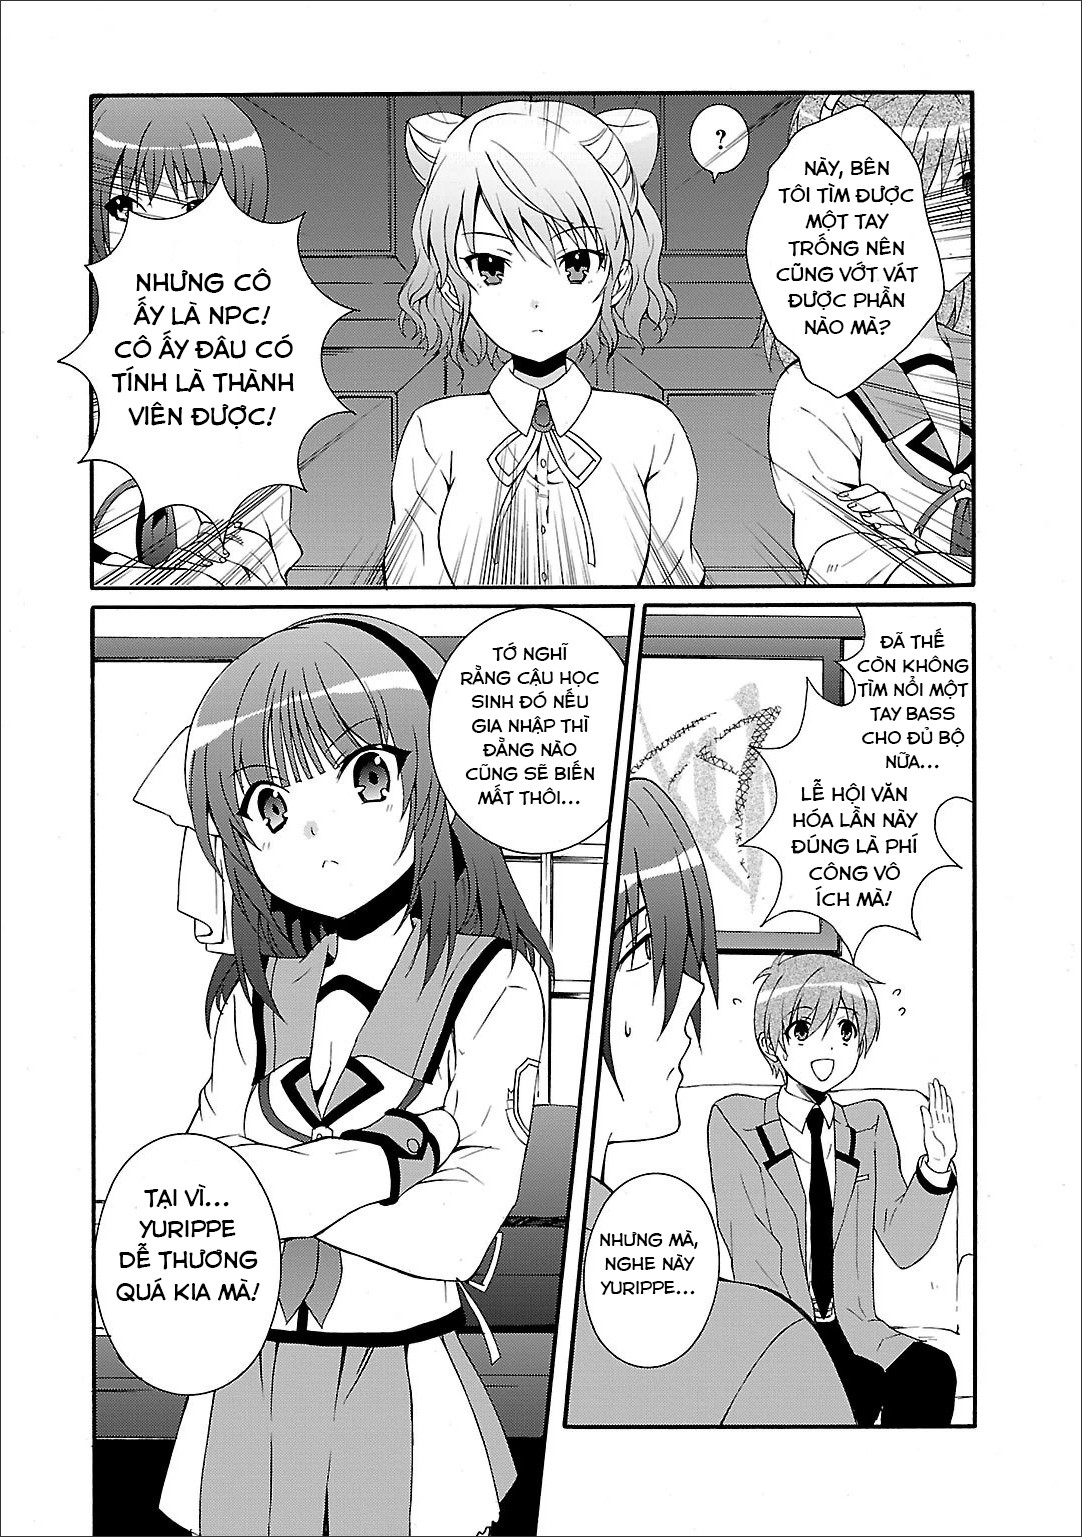 ?
NÀY, BÊN
TÔI TÌM ĐƯỢC
MỘT TAY
TRỐNG NÊN
CŨNG VỚT VÁT
ĐƯỢC PHẦN
NÀO MÀ?
NHƯNG CÔ
ẤY LÀ NPC!
CÔ ẤY ĐÂU CÓ
TÍNH LÀ THÀNH
VIÊN ĐƯỢC!
ĐÃ THẾ
CÒN KHÔNG
TÌM NỔI MỘT
TAY BASS
CHO ĐỦ BỘ
NỮA...
LỄ HỘI VĂN
HÓA LẦN NÀY
ĐÚNG LÀ PHÍ
CÔNG VÔ
ÍCH MÀ!
NHƯNG MÀ,
NGHE NÀY
YURIPPE...
TỚ NGHĨ
RẰNG CẬU HỌC
SINH ĐÓ NẾU
GIA NHẬP THÌ
ĐẰNG NÀO
CŨNG SẼ BIẾN
MẤT THÔI...
TẠI VÌ...
YURIPPE
DỄ THƯƠNG
QUÁ KIA MÀ!